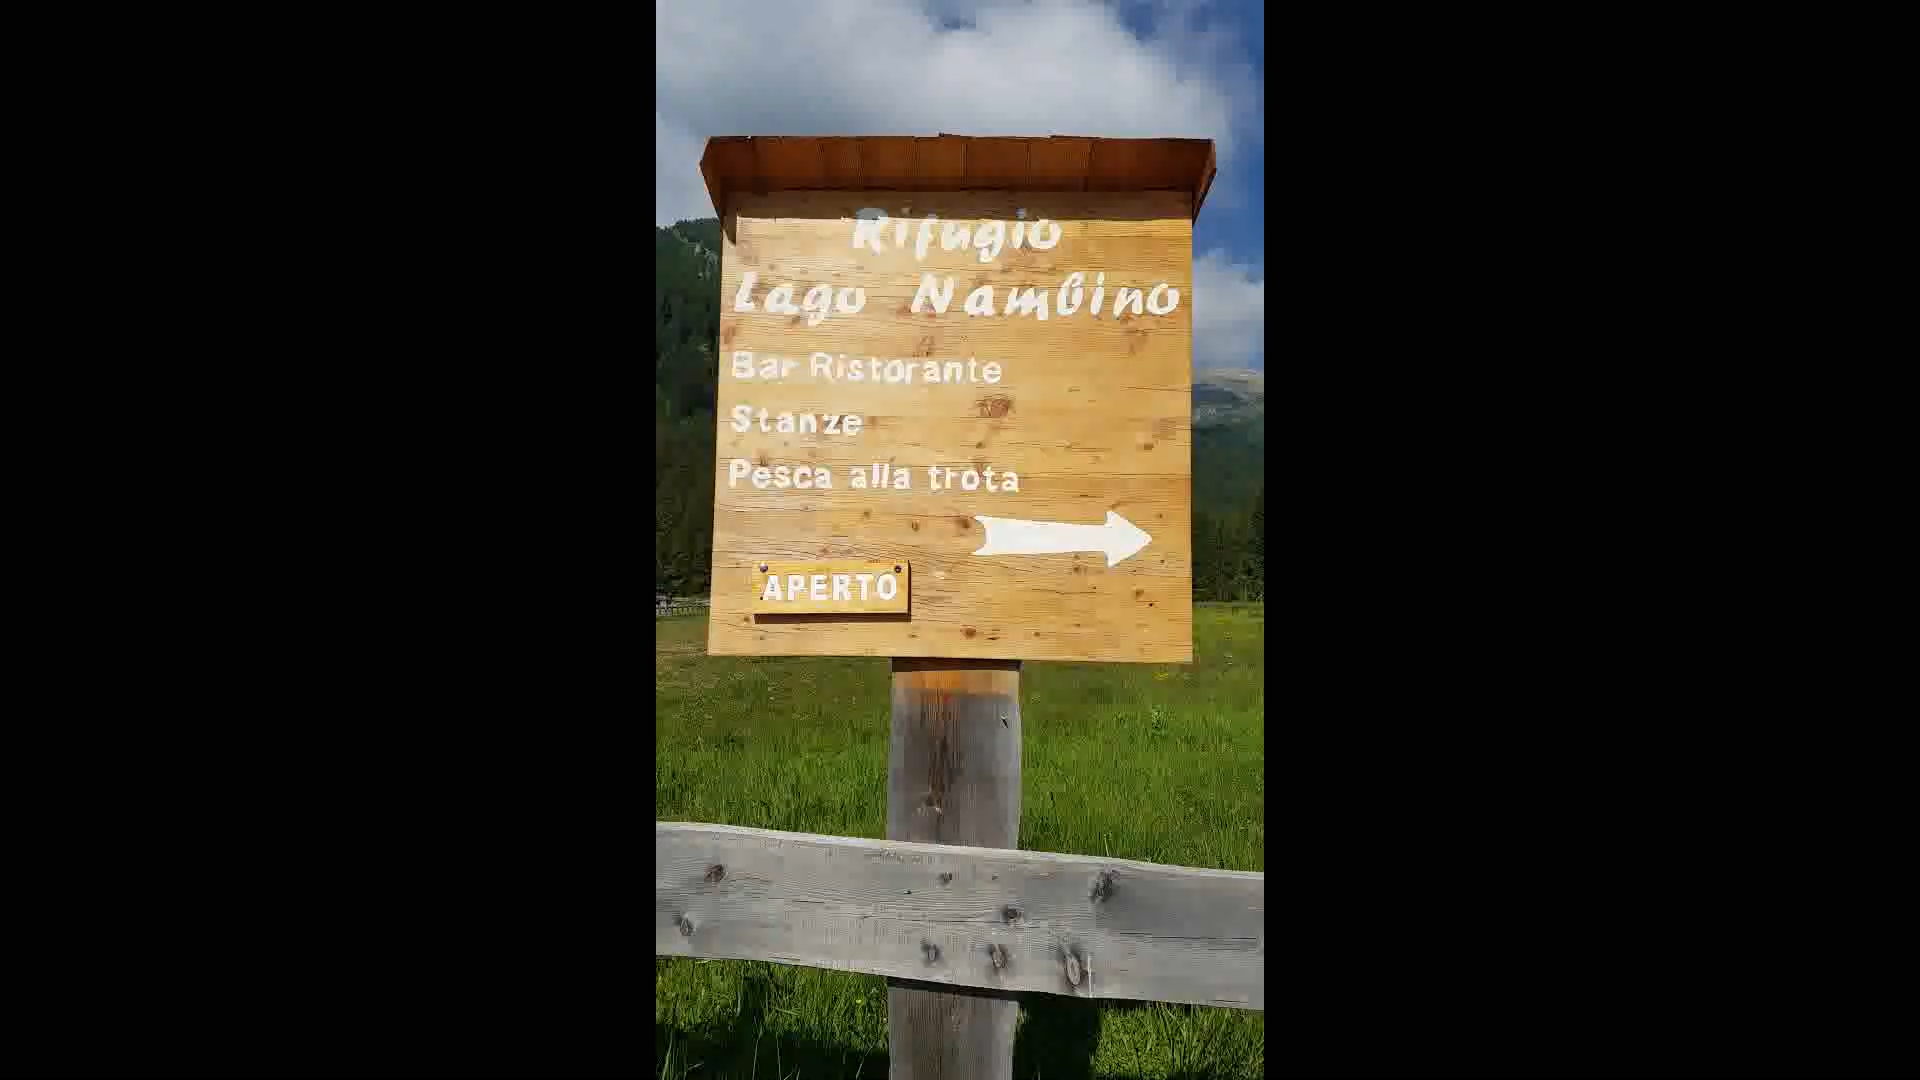 Rifugio
Lago Nambino
Bar Ristorante
Stanze
Pesca alla trota
APERTO